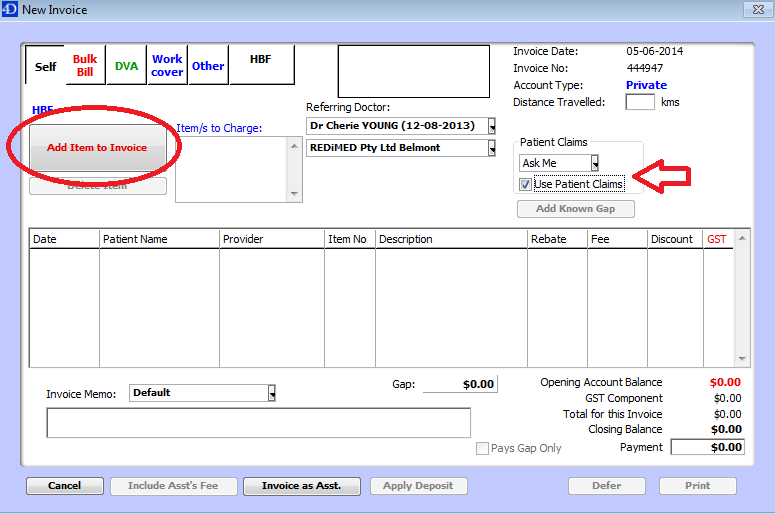 New Invoice
Self
Bulk Bill
DVA
Work cover
Other
HBF
Invoice Date: 05-06-2014
Invoice No: 444947
Account Type: Private
Distance Travelled: kms
HBF
Referring Doctor:
Add Item to Invoice
Item/s to Charge:
Dr Cherie YOUNG (12-08-2013)
REDiMED Pty Ltd Belmont
Delete Item
Patient Claims
Ask Me
Use Patient Claims
Add Known Gap
Date Patient Name Provider Item No Description Rebate Fee Discount GST
Invoice Memo: Default
Gap: $0.00
Opening Account Balance $0.00
GST Component $0.00
Total for this Invoice $0.00
Closing Balance $0.00
Pays Gap Only
Payment $0.00
Cancel
Include Asst's Fee
Invoice as Asst.
Apply Deposit
Defer
Print